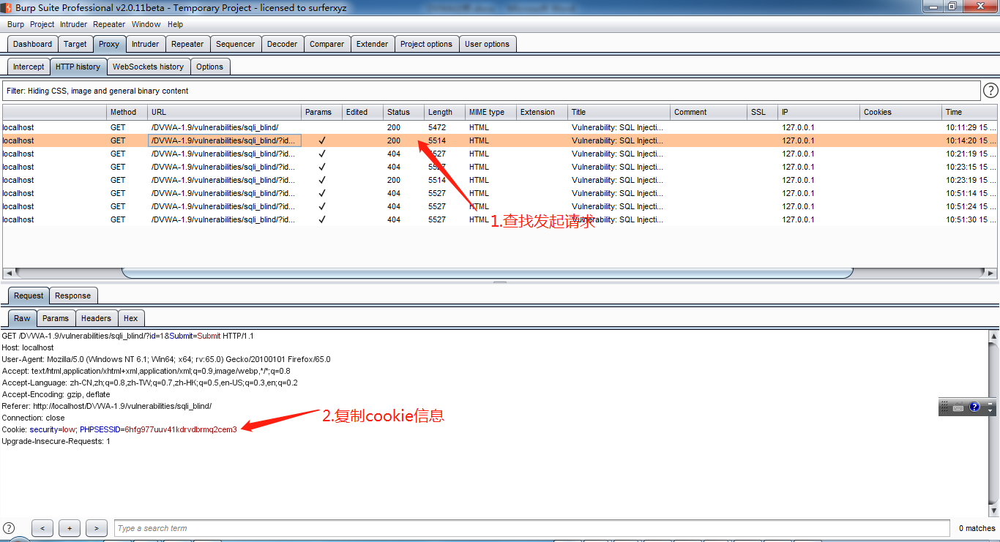 Burp Suite Professional v2.0.11beta - Temporary Project - licensed to surferxyz
Burp Project Intruder Repeater Window Help
Dashboard Target Proxy Intruder Repeater Sequencer Decoder Comparer Extender Project options User options
Intercept HTTP history WebSockets history Options
Filter: Hiding CSS, image and general binary content
Method URL Params Edited Status Length MIME type Extension Title Comment SSL IP Cookies Time
localhost GET /DVWA-1.9/vulnerabilities/sqli_blind/ 200 5472 HTML Vulnerability: SQL Injecti... 127.0.0.1 10:11:29 15 ...
localhost GET /DVWA-1.9/vulnerabilities/sqli_blind/?id... ✓ 200 5514 HTML Vulnerability: SQL Injecti... 127.0.0.1 10:14:20 15 ...
localhost GET /DVWA-1.9/vulnerabilities/sqli_blind/?id... ✓ 404 5527 HTML Vulnerability: SQL Injecti... 127.0.0.1 10:21:19 15 ...
localhost GET /DVWA-1.9/vulnerabilities/sqli_blind/?id... ✓ 404 5527 HTML Vulnerability: SQL Injecti... 127.0.0.1 10:23:15 15 ...
localhost GET /DVWA-1.9/vulnerabilities/sqli_blind/?id... ✓ 200 5514 HTML Vulnerability: SQL Injecti... 127.0.0.1 10:23:19 15 ...
localhost GET /DVWA-1.9/vulnerabilities/sqli_blind/?id... ✓ 404 5527 HTML Vulnerability: SQL Injecti... 127.0.0.1 10:51:14 15 ...
localhost GET /DVWA-1.9/vulnerabilities/sqli_blind/?id... ✓ 404 5527 HTML Vulnerability: SQL Injecti... 127.0.0.1 10:51:24 15 ...
localhost GET /DVWA-1.9/vulnerabilities/sqli_blind/?id... ✓ 404 5527 HTML Vulnerability: SQL Injecti... 127.0.0.1 10:51:30 15 ...
1.查找发起请求
Request Response
Raw Params Headers Hex
GET /DVWA-1.9/vulnerabilities/sqli_blind/?id=1&Submit=Submit HTTP/1.1
Host: localhost
User-Agent: Mozilla/5.0 (Windows NT 6.1; Win64; x64; rv:65.0) Gecko/20100101 Firefox/65.0
Accept: text/html,application/xhtml+xml,application/xml;q=0.9,image/webp,*/*;q=0.8
Accept-Language: zh-CN,zh;q=0.8,zh-TW;q=0.7,zh-HK;q=0.5,en-US;q=0.3,en;q=0.2
Accept-Encoding: gzip, deflate
Referer: http://localhost/DVWA-1.9/vulnerabilities/sqli_blind/
Connection: close
2.复制cookie信息
Cookie: security=low; PHPSESSID=6hfg977uuv41kdrvdbrmq2cem3
Upgrade-Insecure-Requests: 1
? < + > Type a search term 0 matches